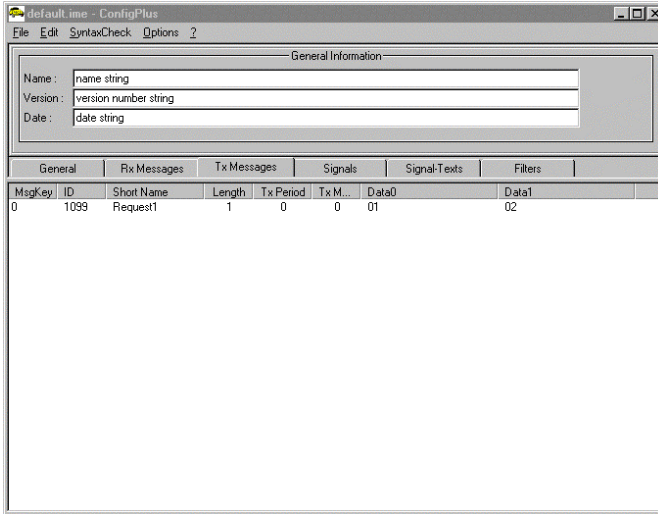 default.ime - ConfigPlus
File Edit SyntaxCheck Options ?
General Information
Name : name string
Version : version number string
Date : date string
General Rx Messages Tx Messages Signals Signal-Texts Filters
MsgKey ID Short Name Length Tx Period Tx M... Data0 Data1
0 1099 Request1 1 0 0 01 02